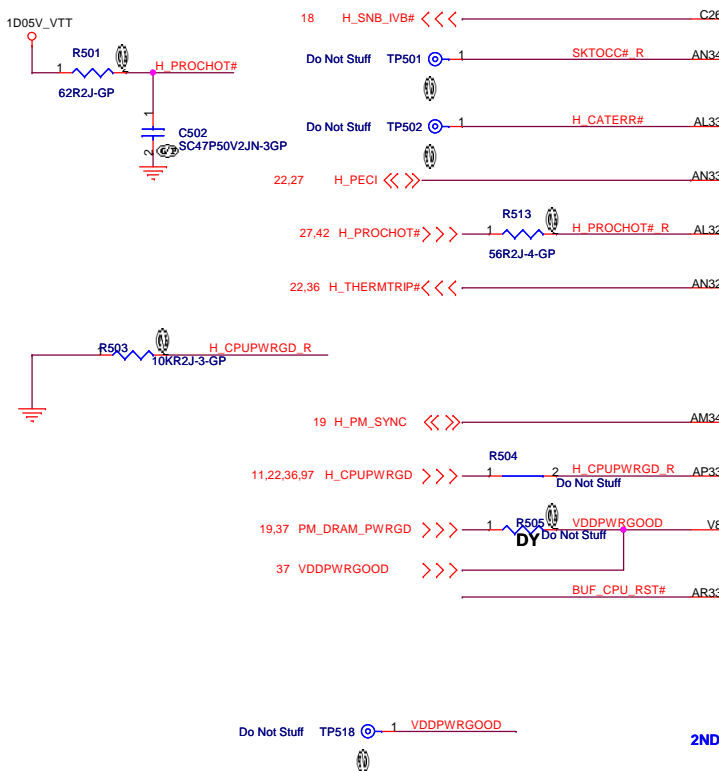 1D05V_VTT
R501
1
H_PROCHOT#
62R2J-GP
1
C502
SC47P50V2JN-3GP
2
18 H_SNB_IVB# C26
Do Not Stuff TP501 1 SKTOCC#_R AN34
Do Not Stuff TP502 1 H_CATERR# AL33
22,27 H_PECI AN33
R513
27,42 H_PROCHOT# 1 H_PROCHOT#_R AL32
56R2J-4-GP
22,36 H_THERMTRIP# AN32
R503 H_CPUPWRGD_R
10KR2J-3-GP
19 H_PM_SYNC AM34
R504
11,22,36,97 H_CPUPWRGD 1 2 H_CPUPWRGD_R AP33
Do Not Stuff
19,37 PM_DRAM_PWRGD 1 R505 VDDPWRGOOD V8
DY Do Not Stuff
37 VDDPWRGOOD
BUF_CPU_RST# AR33
Do Not Stuff TP518 1 VDDPWRGOOD
2ND